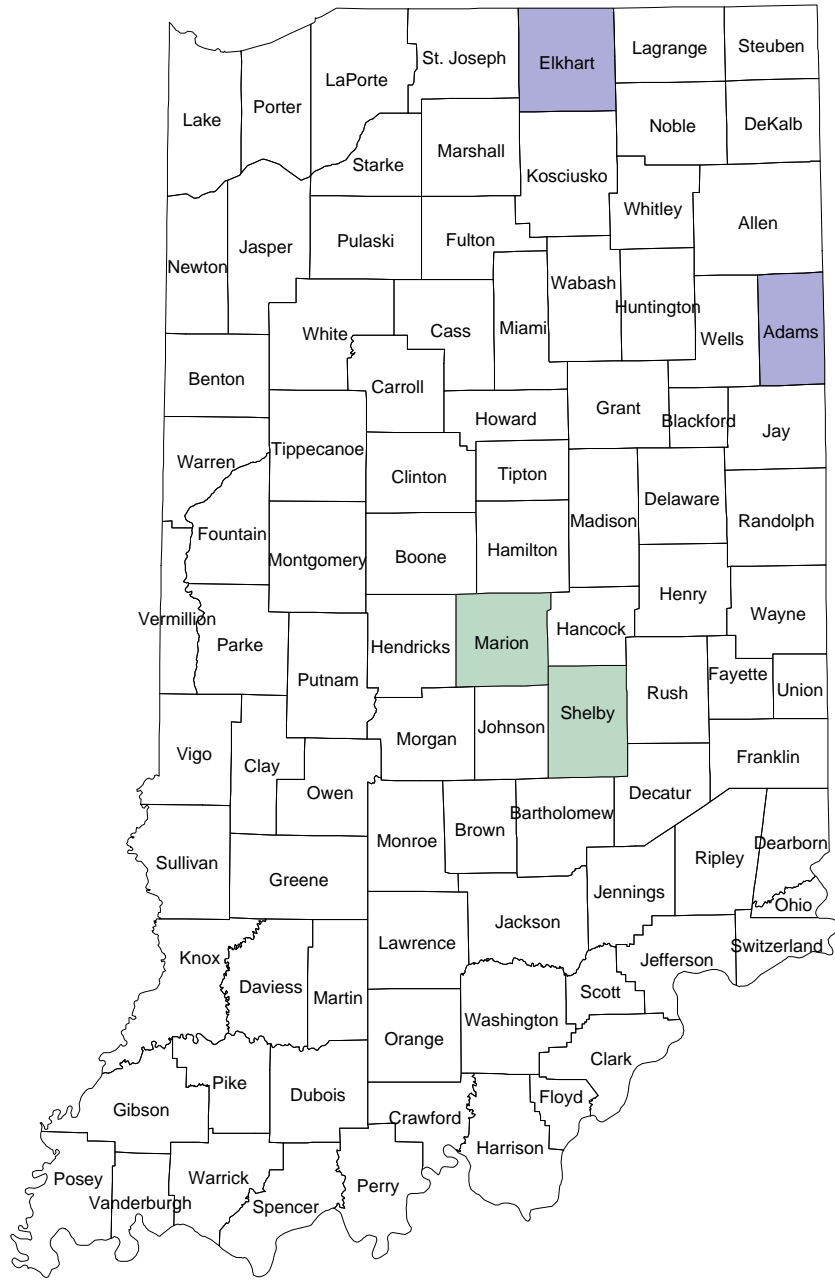 St. Joseph
Elkhart
Lagrange
Steuben
LaPorte
Porter
Lake
Noble
DeKalb
Marshall
Starke
Kosciusko
Whitley
Allen
Pulaski
Fulton
Jasper
Newton
Wabash
Huntington
Miami
White
Cass
Wells
Adams
Benton
Carroll
Grant
Howard
Blackford
Jay
Tippecanoe
Warren
Clinton
Tipton
Delaware
Madison
Randolph
Fountain
Montgomery
Boone
Hamilton
Henry
Vermillion
Wayne
Parke
Hendricks
Marion
Hancock
Putnam
Rush
Fayette
Union
Shelby
Johnson
Morgan
Vigo
Clay
Franklin
Owen
Decatur
Bartholomew
Brown
Monroe
Dearborn
Ripley
Sullivan
Greene
Jennings
Ohio
Jackson
Lawrence
Switzerland
Knox
Jefferson
Daviess
Martin
Scott
Washington
Orange
Clark
Pike
Dubois
Floyd
Gibson
Crawford
Harrison
Posey
Warrick
Perry
Vanderburgh
Spencer